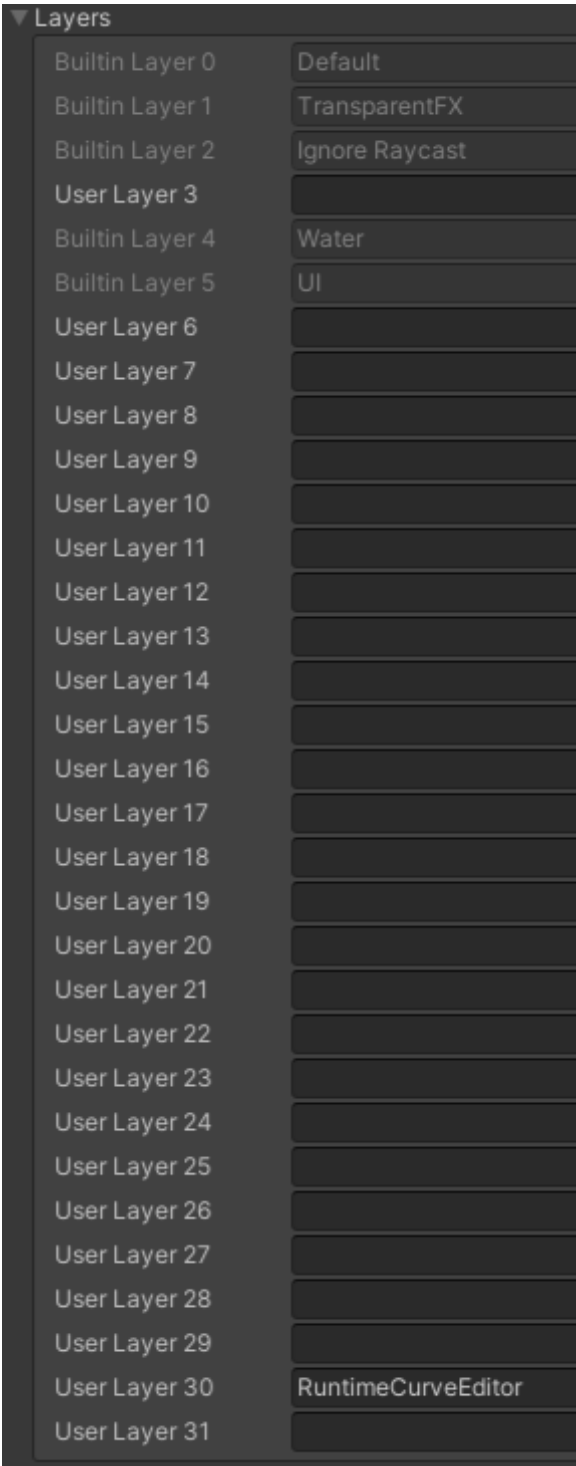 Layers
Builtin Layer 0 Default
Builtin Layer 1 TransparentFX
Builtin Layer 2 Ignore Raycast
User Layer 3
Builtin Layer 4 Water
Builtin Layer 5 UI
User Layer 6
User Layer 7
User Layer 8
User Layer 9
User Layer 10
User Layer 11
User Layer 12
User Layer 13
User Layer 14
User Layer 15
User Layer 16
User Layer 17
User Layer 18
User Layer 19
User Layer 20
User Layer 21
User Layer 22
User Layer 23
User Layer 24
User Layer 25
User Layer 26
User Layer 27
User Layer 28
User Layer 29
User Layer 30 RuntimeCurveEditor
User Layer 31